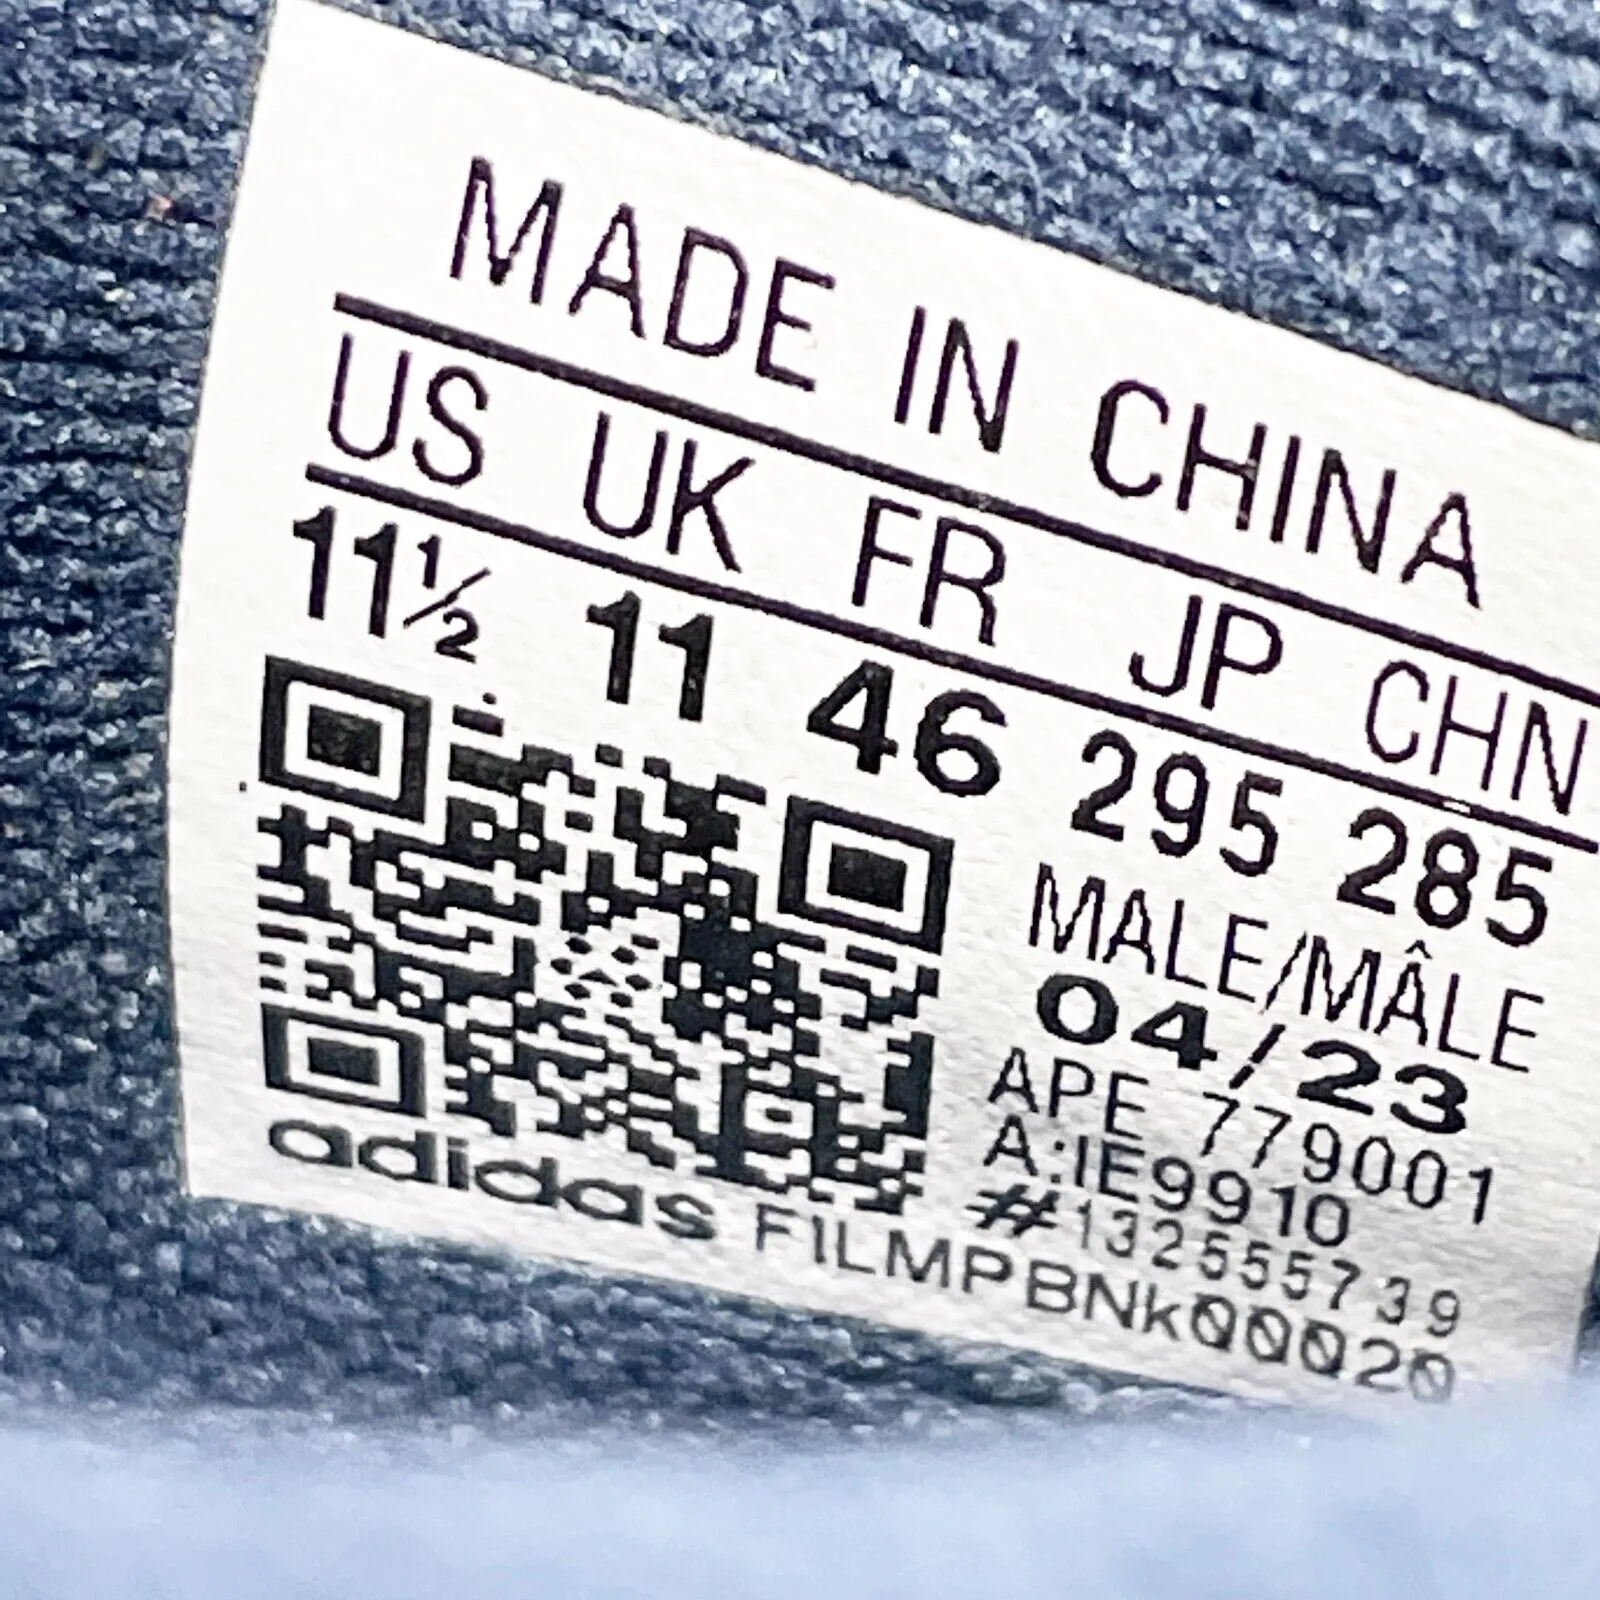 MADE IN CHINA
US UK FR JP CHN
11½ 11 46 295 285
MALE/MÂLE
04/23
APE 779001
A:IE9910
#132555739
adidas F1LMPBNk00020